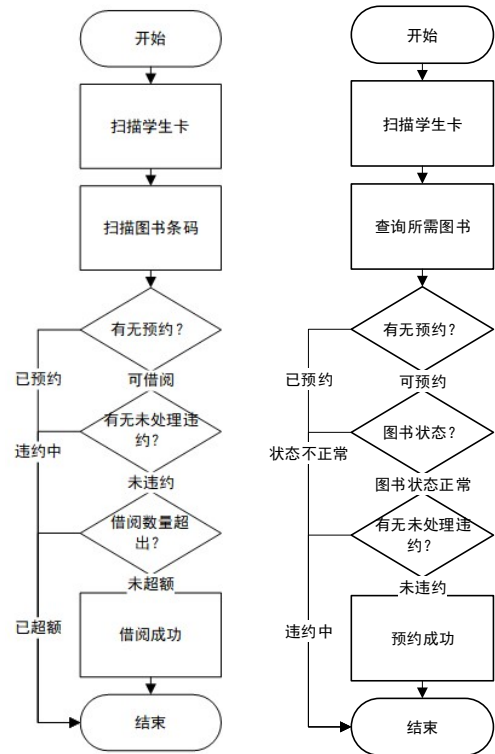 开始
扫描学生卡
扫描图书条码
有无预约？
已预约
可借阅
有无未处理违
约？
违约中
未违约
借阅数量超
出？
未超额
已超额
借阅成功
结束
开始
扫描学生卡
查询所需图书
有无预约？
已预约
可预约
图书状态？
状态不正常
图书状态正常
有无未处理违
约？
未违约
违约中
预约成功
结束